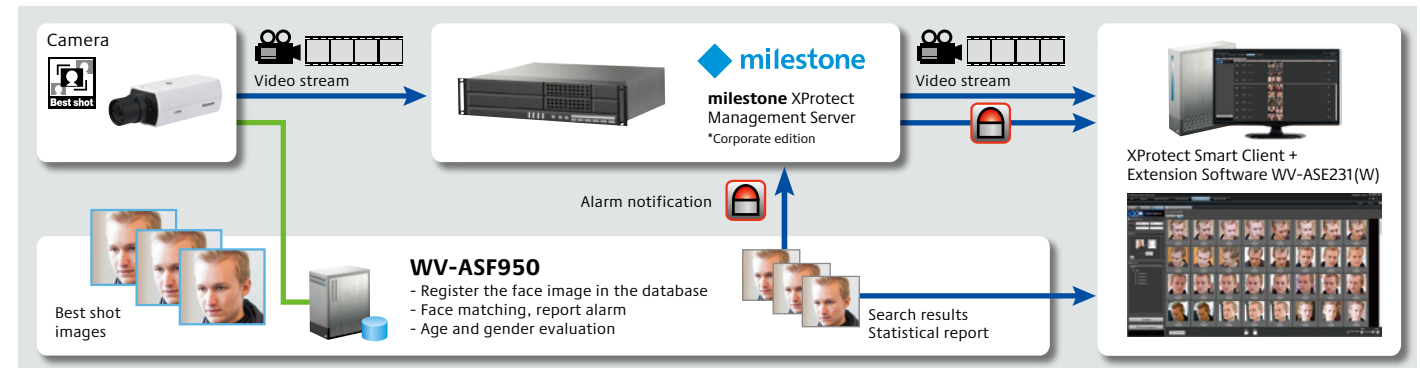 Camera
Best shot
Video stream
milestone
milestone XProtect
Management Server
*Corporate edition
Video stream
XProtect Smart Client +
Extension Software WV-ASE231(W)
Alarm notification
Best shot
images
WV-ASF950
- Register the face image in the database
- Face matching, report alarm
- Age and gender evaluation
Search results
Statistical report